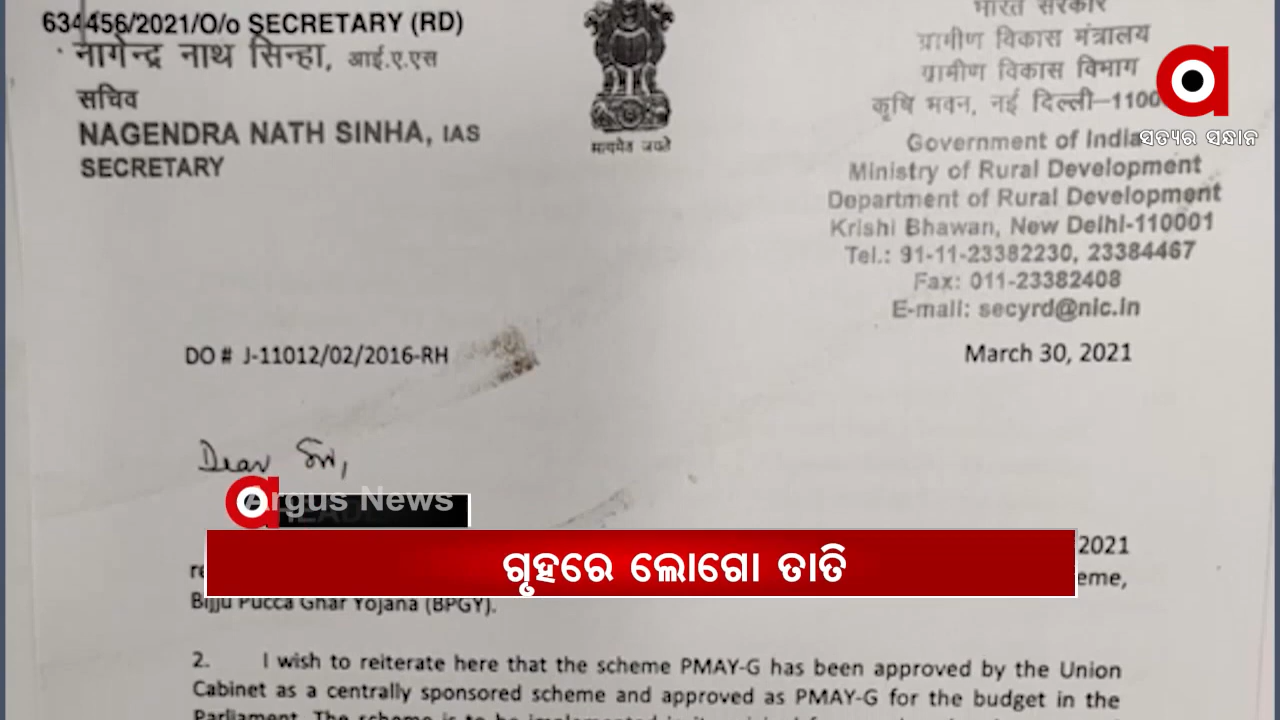 634456/2021/O/o SECRETARY (RD)
नागेन्द्र नाथ सिन्हा, आई.ए.एस
सचिव
NAGENDRA NATH SINHA, IAS
SECRETARY
सत्यमेव जयते
भारत सरकार
ग्रामीण विकास मंत्रालय
ग्रामीण विकास विभाग
कृषि भवन, नई दिल्ली–1100
Government of India
Ministry of Rural Development
Department of Rural Development
Krishi Bhawan, New Delhi-110001
Tel.: 91-11-23382230, 23384467
Fax: 011-23382408
E-mail: secyrd@nic.in
ସତ୍ୟର ସନ୍ଧାନ
DO # J-11012/02/2016-RH
March 30, 2021
Dear Sri,
Argus News
ଗୃହରେ ଲୋଗୋ ତାତି
2021
Bijju Pucca Ghar Yojana (BPGY).
2. I wish to reiterate here that the scheme PMAY-G has been approved by the Union
Cabinet as a centrally sponsored scheme and approved as PMAY-G for the budget in the